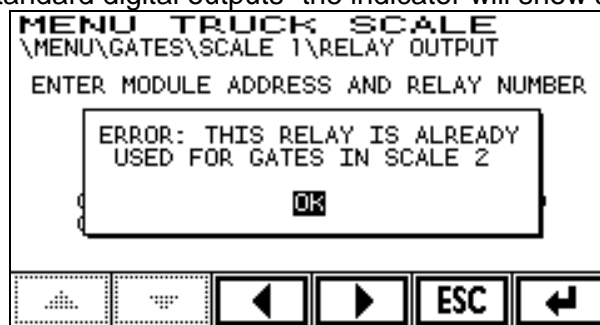 standard digital outputs the indicator will show a
MENU TRUCK SCALE
\MENU\GATES\SCALE 1\RELAY OUTPUT
ENTER MODULE ADDRESS AND RELAY NUMBER
ERROR: THIS RELAY IS ALREADY
USED FOR GATES IN SCALE 2
OK
ESC